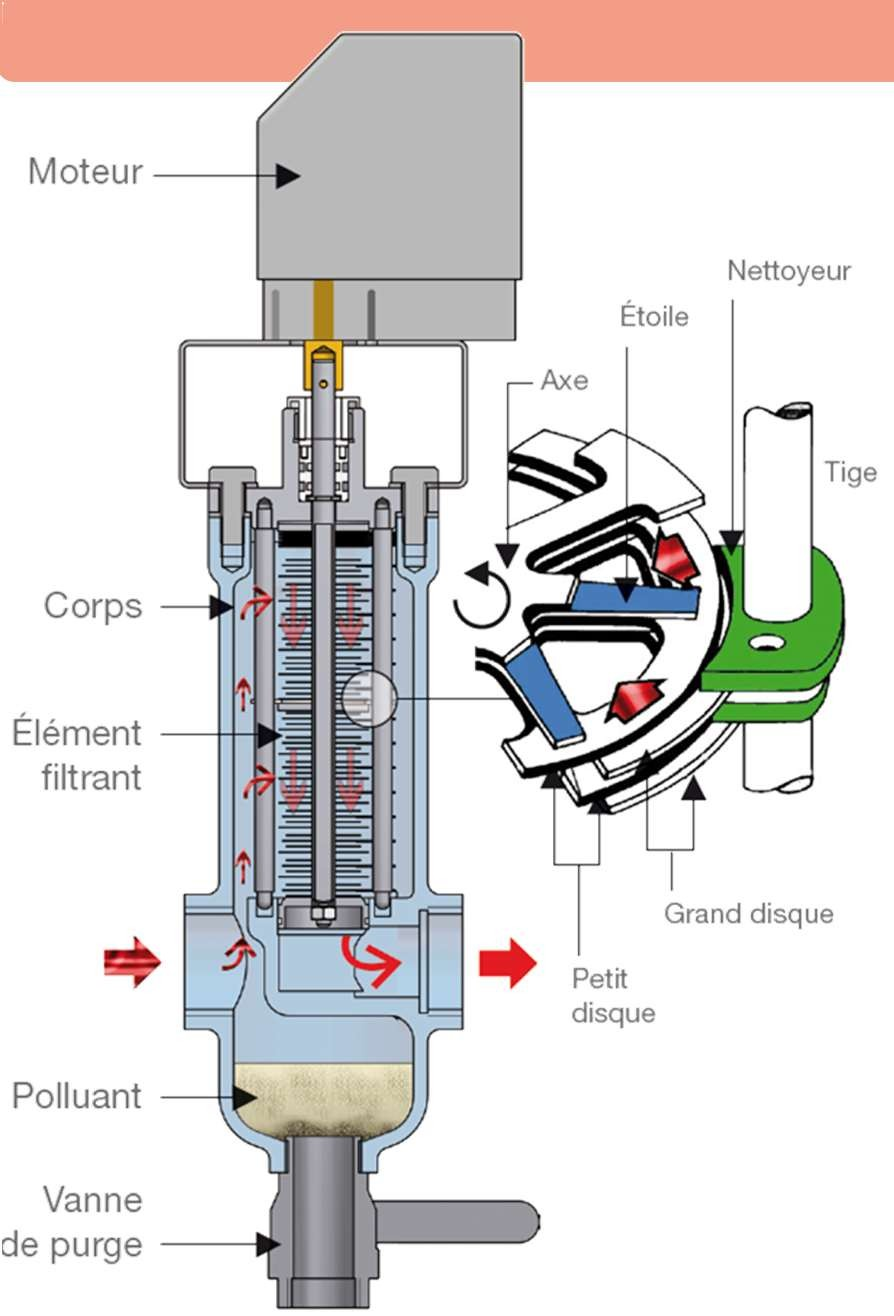 Moteur
Nettoyeur
Étoile
Axe
Tige
Corps
Élément
filtrant
Grand disque
Petit
disque
Polluant
Vanne
de purge